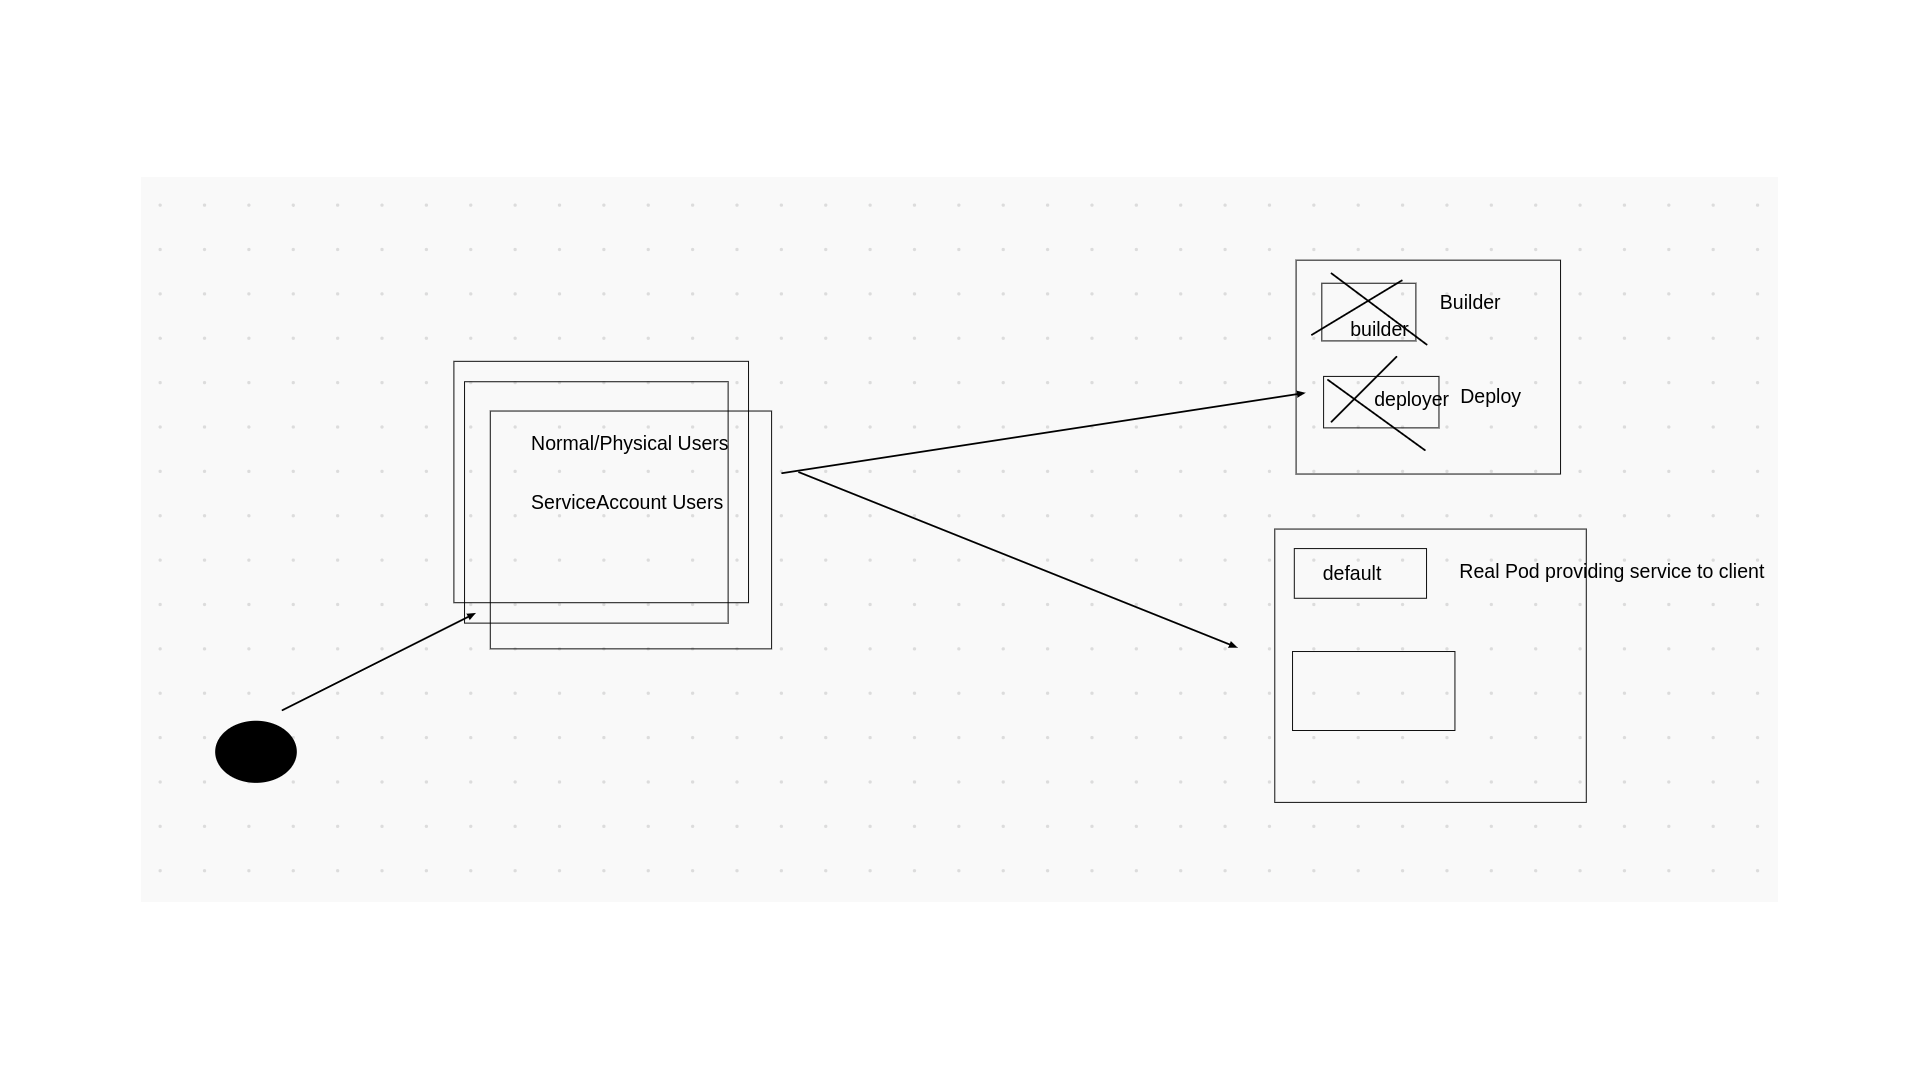 Normal/Physical Users
ServiceAccount Users
Builder
builder
deployer
Deploy
default
Real Pod providing service to client